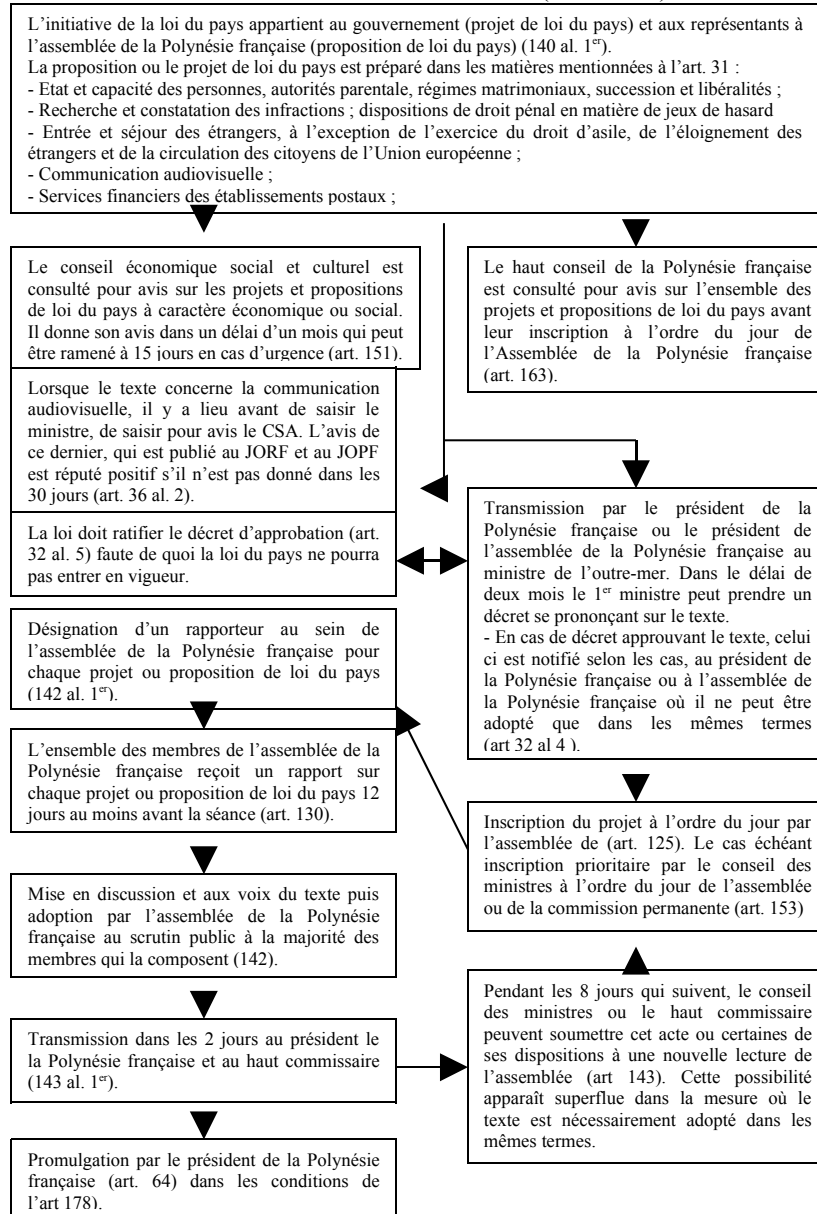 L’initiative de la loi du pays appartient au gouvernement (projet de loi du pays) et aux représentants à
l’assemblée de la Polynésie française (proposition de loi du pays) (140 al. 1er).
La proposition ou le projet de loi du pays est préparé dans les matières mentionnées à l’art. 31 :
- Etat et capacité des personnes, autorités parentale, régimes matrimoniaux, succession et libéralités ;
- Recherche et constatation des infractions ; dispositions de droit pénal en matière de jeux de hasard
- Entrée et séjour des étrangers, à l’exception de l’exercice du droit d’asile, de l’éloignement des
étrangers et de la circulation des citoyens de l’Union européenne ;
- Communication audiovisuelle ;
- Services financiers des établissements postaux ;
Le conseil économique social et culturel est
consulté pour avis sur les projets et propositions
de loi du pays à caractère économique ou social.
Il donne son avis dans un délai d’un mois qui peut
être ramené à 15 jours en cas d’urgence (art. 151).
Le haut conseil de la Polynésie française
est consulté pour avis sur l’ensemble des
projets et propositions de loi du pays avant
leur inscription à l’ordre du jour de
l’Assemblée de la Polynésie française
(art. 163).
Lorsque le texte concerne la communication
audiovisuelle, il y a lieu avant de saisir le
ministre, de saisir pour avis le CSA. L’avis de
ce dernier, qui est publié au JORF et au JOPF
est réputé positif s’il n’est pas donné dans les
30 jours (art. 36 al. 2).
La loi doit ratifier le décret d’approbation (art.
32 al. 5) faute de quoi la loi du pays ne pourra
pas entrer en vigueur.
Transmission par le président de la
Polynésie française ou le président de
l’assemblée de la Polynésie française au
ministre de l’outre-mer. Dans le délai de
deux mois le 1er ministre peut prendre un
décret se prononçant sur le texte.
- En cas de décret approuvant le texte, celui
ci est notifié selon les cas, au président de
la Polynésie française ou à l’assemblée de
la Polynésie française où il ne peut être
adopté que dans les mêmes termes
(art 32 al 4 ).
Désignation d’un rapporteur au sein de
l’assemblée de la Polynésie française pour
chaque projet ou proposition de loi du pays
(142 al. 1er).
L’ensemble des membres de l’assemblée de la
Polynésie française reçoit un rapport sur
chaque projet ou proposition de loi du pays 12
jours au moins avant la séance (art. 130).
Inscription du projet à l’ordre du jour par
l’assemblée de (art. 125). Le cas échéant
inscription prioritaire par le conseil des
ministres à l’ordre du jour de l’assemblée
ou de la commission permanente (art. 153)
Mise en discussion et aux voix du texte puis
adoption par l’assemblée de la Polynésie
française au scrutin public à la majorité des
membres qui la composent (142).
Transmission dans les 2 jours au président le
la Polynésie française et au haut commissaire
(143 al. 1er).
Pendant les 8 jours qui suivent, le conseil
des ministres ou le haut commissaire
peuvent soumettre cet acte ou certaines de
ses dispositions à une nouvelle lecture de
l’assemblée (art 143). Cette possibilité
apparaît superflue dans la mesure où le
texte est nécessairement adopté dans les
mêmes termes.
Promulgation par le président de la Polynésie
française (art. 64) dans les conditions de
l’art 178).